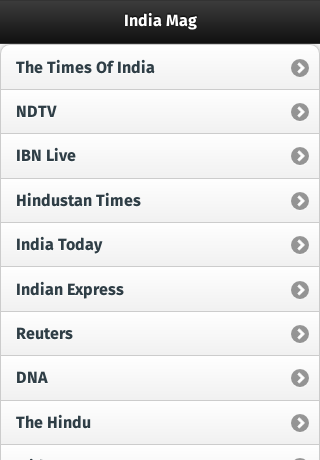 India Mag
The Times Of India
NDTV
IBN Live
Hindustan Times
India Today
Indian Express
Reuters
DNA
The Hindu